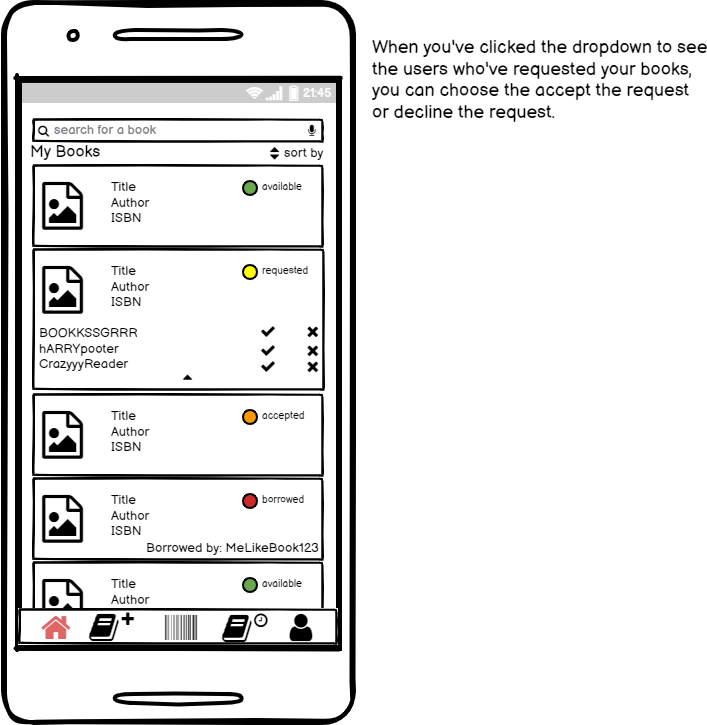 When you've clicked the dropdown to see
the users who've requested your books,
you can choose the accept the request
or decline the request.
21:45
search for a book
My Books
sort by
Title
available
Author
ISBN
Title
requested
Author
ISBN
BOOKKSSGRRR
hARRYpooter
CrazyyyReader
Title
accepted
Author
ISBN
Title
borrowed
Author
ISBN
Borrowed by: MeLikeBook123
Title
available
Author